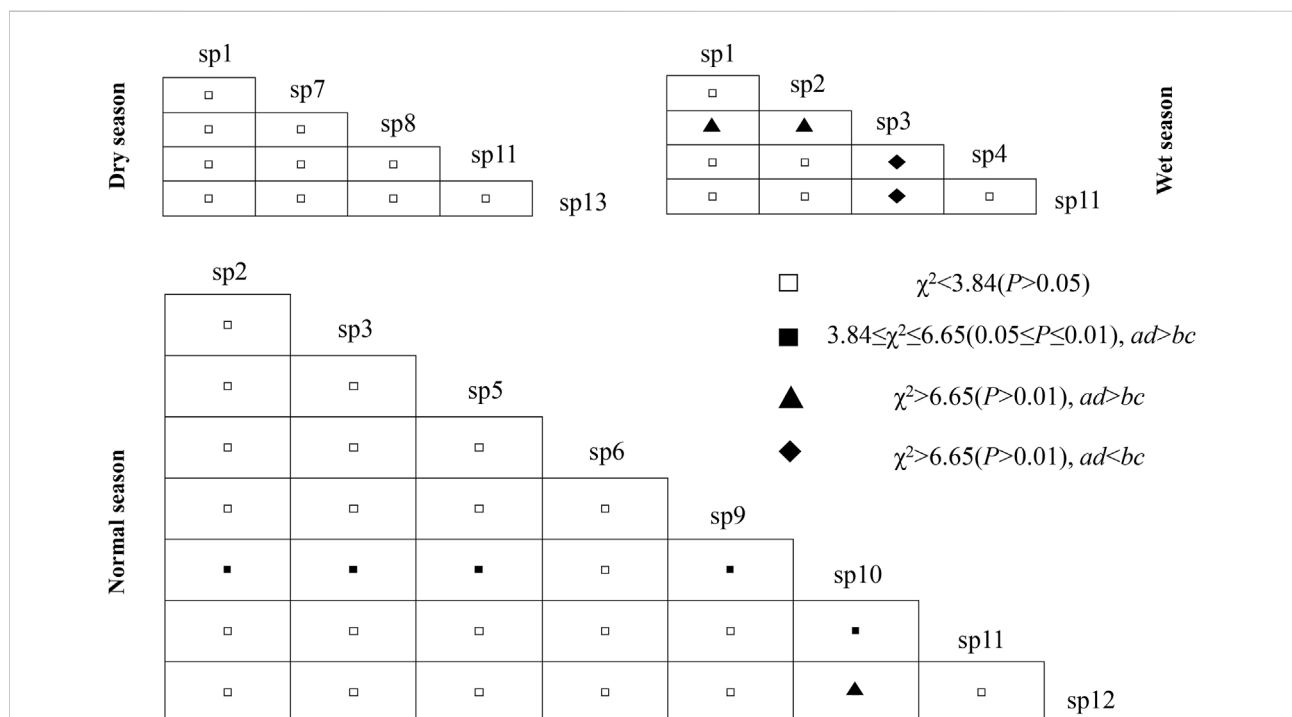 Dry season
sp1
sp7
sp8
sp11
sp13
sp1
sp2
sp3
sp4
sp11
Wet season
Normal season
sp2
sp3
sp5
sp6
sp9
sp10
sp11
sp12
χ²<3.84(P>0.05)
3.84≤χ²≤6.65(0.05≤P≤0.01), ad>bc
χ²>6.65(P>0.01), ad>bc
χ²>6.65(P>0.01), ad<bc